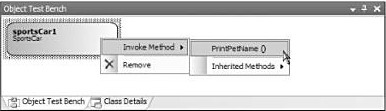 Object Test Bench
sportsCar1
SportsCar
Invoke Method
PrintPetName ()
Remove
Inherited Methods
Object Test Bench
Class Details